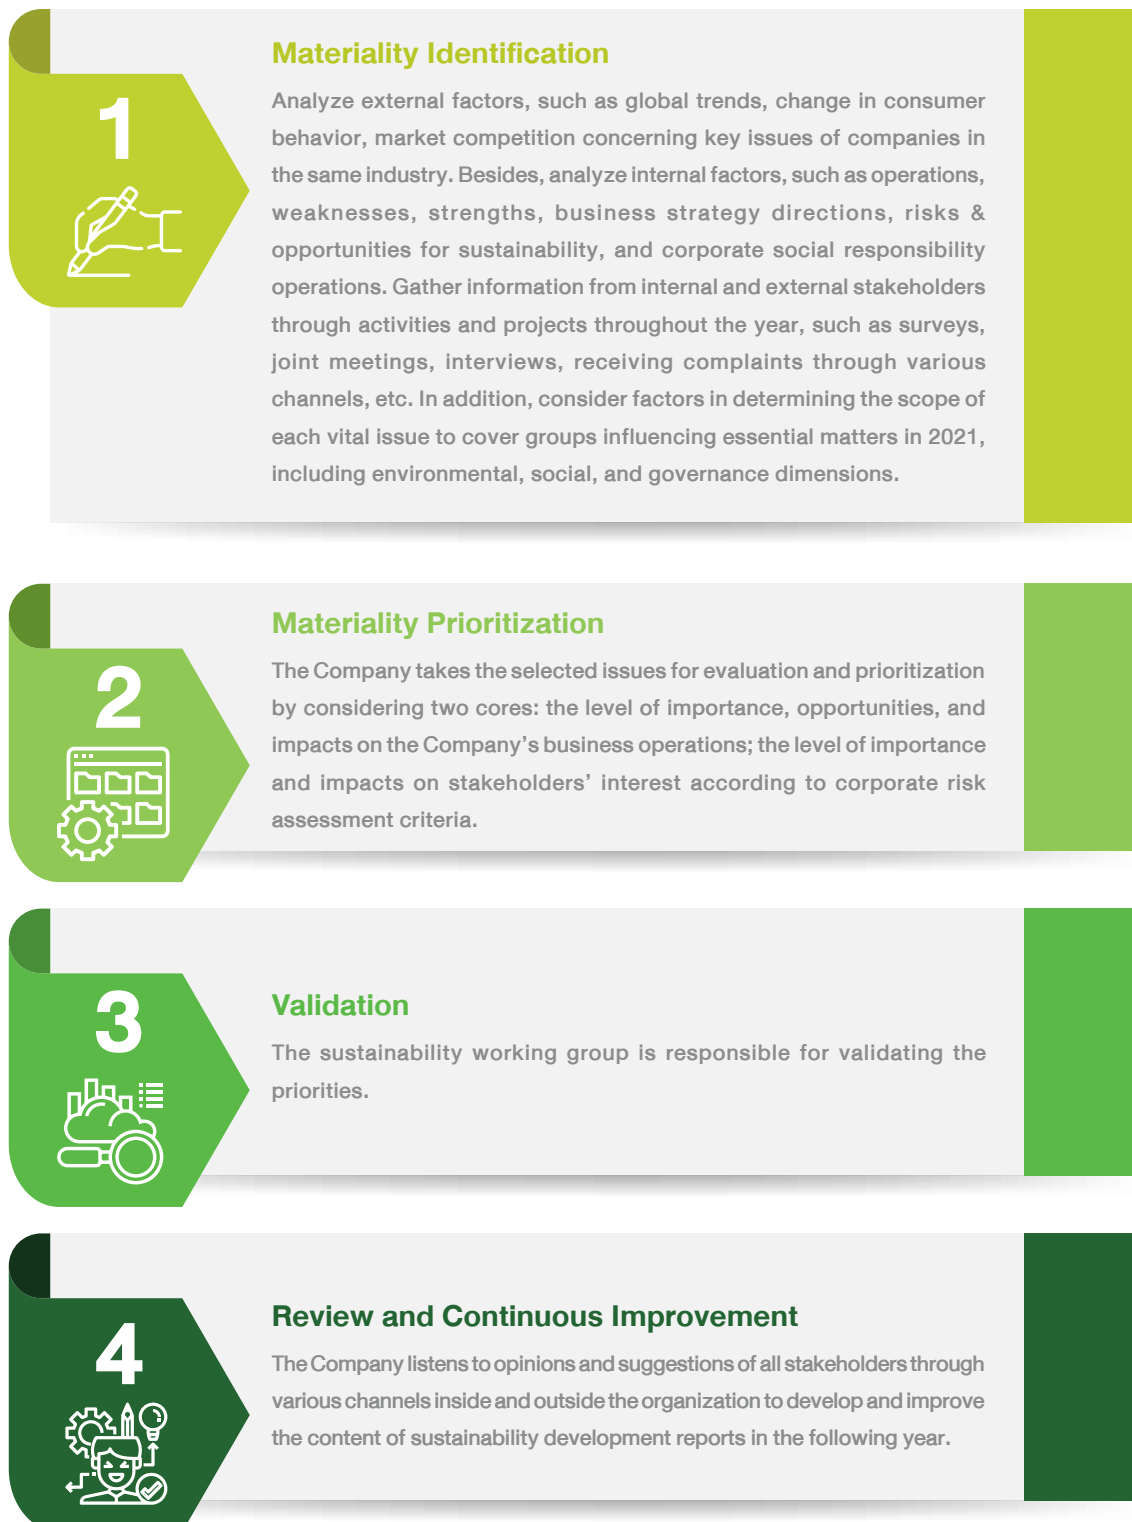 1
Materiality Identification
Analyze external factors, such as global trends, change in consumer
behavior, market competition concerning key issues of companies in
the same industry. Besides, analyze internal factors, such as operations,
weaknesses, strengths, business strategy directions, risks &
opportunities for sustainability, and corporate social responsibility
operations. Gather information from internal and external stakeholders
through activities and projects throughout the year, such as surveys,
joint meetings, interviews, receiving complaints through various
channels, etc. In addition, consider factors in determining the scope of
each vital issue to cover groups influencing essential matters in 2021,
including environmental, social, and governance dimensions.
2
Materiality Prioritization
The Company takes the selected issues for evaluation and prioritization
by considering two cores: the level of importance, opportunities, and
impacts on the Company's business operations; the level of importance
and impacts on stakeholders' interest according to corporate risk
assessment criteria.
3
Validation
The sustainability working group is responsible for validating the
priorities.
4
Review and Continuous Improvement
The Company listens to opinions and suggestions of all stakeholders through
various channels inside and outside the organization to develop and improve
the content of sustainability development reports in the following year.